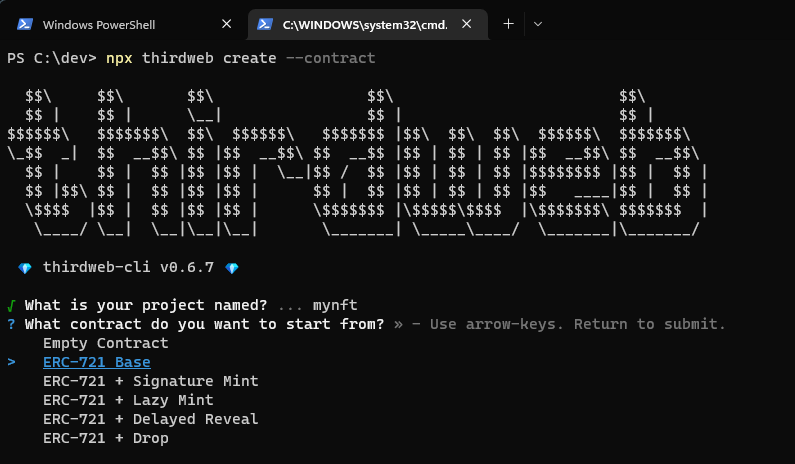 Windows PowerShell
C:\WINDOWS\system32\cmd.
PS C:\dev> npx thirdweb create --contract
  $$\     $$\       $$\                 $$\                         $$\
  $$ |    $$ |      \__|                $$ |                        $$ |
$$$$$$\   $$$$$$$\  $$\  $$$$$$\   $$$$$$$ |$$\  $$\  $$\  $$$$$$\  $$$$$$$\
\_$$  _|  $$  __$$\ $$ |$$  __$$\ $$  __$$ |$$ | $$ | $$ |$$  __$$\ $$  __$$\
  $$ |    $$ |  $$ |$$ |$$ |  \__|$$ /  $$ |$$ | $$ | $$ |$$$$$$$$ |$$ |  $$ |
  $$ |$$\ $$ |  $$ |$$ |$$ |      $$ |  $$ |$$ | $$ | $$ |$$   ____|$$ |  $$ |
  \$$$$  |$$ |  $$ |$$ |$$ |      \$$$$$$$ |\$$$$$\$$$$  |\$$$$$$$\ $$$$$$$  |
   \____/ \__|  \__|\__|\__|       \_______| \_____\____/  \_______|\_______/
💎 thirdweb-cli v0.6.7 💎
√ What is your project named? ... mynft
? What contract do you want to start from? » - Use arrow-keys. Return to submit.
Empty Contract
> ERC-721 Base
ERC-721 + Signature Mint
ERC-721 + Lazy Mint
ERC-721 + Delayed Reveal
ERC-721 + Drop